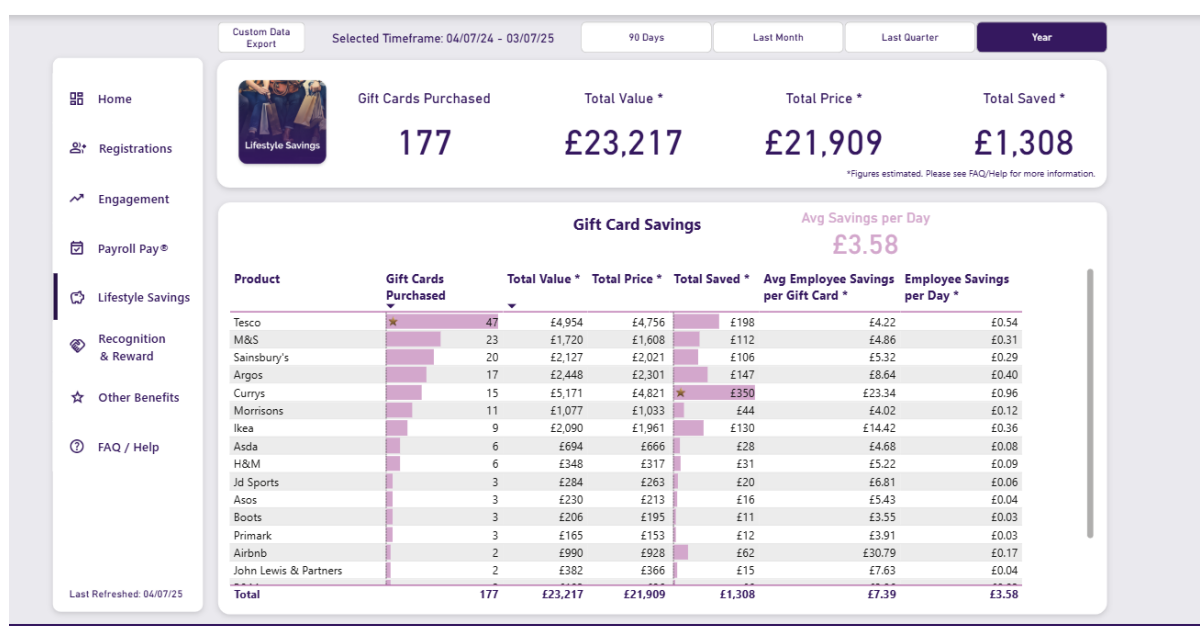 Custom Data
Export
Selected Timeframe: 04/07/24 - 03/07/25
90 Days
Last Month
Last Quarter
Year
Home
Registrations
Engagement
Payroll Pay®
Lifestyle Savings
Recognition
& Reward
Other Benefits
FAQ / Help
Last Refreshed: 04/07/25
Lifestyle Savings
Gift Cards Purchased
177
Total Value *
£23,217
Total Price *
£21,909
Total Saved *
£1,308
*Figures estimated. Please see FAQ/Help for more information.
Gift Card Savings
Avg Savings per Day
£3.58
Product Gift Cards Purchased Total Value * Total Price * Total Saved * Avg Employee Savings per Gift Card * Employee Savings per Day *
Tesco 47 £4,954 £4,756 £198 £4.22 £0.54
M&S 23 £1,720 £1,608 £112 £4.86 £0.31
Sainsbury's 20 £2,127 £2,021 £106 £5.32 £0.29
Argos 17 £2,448 £2,301 £147 £8.64 £0.40
Currys 15 £5,171 £4,821 £350 £23.34 £0.96
Morrisons 11 £1,077 £1,033 £44 £4.02 £0.12
Ikea 9 £2,090 £1,961 £130 £14.42 £0.36
Asda 6 £694 £666 £28 £4.68 £0.08
H&M 6 £348 £317 £31 £5.22 £0.09
Jd Sports 3 £284 £263 £20 £6.81 £0.06
Asos 3 £230 £213 £16 £5.43 £0.04
Boots 3 £206 £195 £11 £3.55 £0.03
Primark 3 £165 £153 £12 £3.91 £0.03
Airbnb 2 £990 £928 £62 £30.79 £0.17
John Lewis & Partners 2 £382 £366 £15 £7.63 £0.04
Total 177 £23,217 £21,909 £1,308 £7.39 £3.58